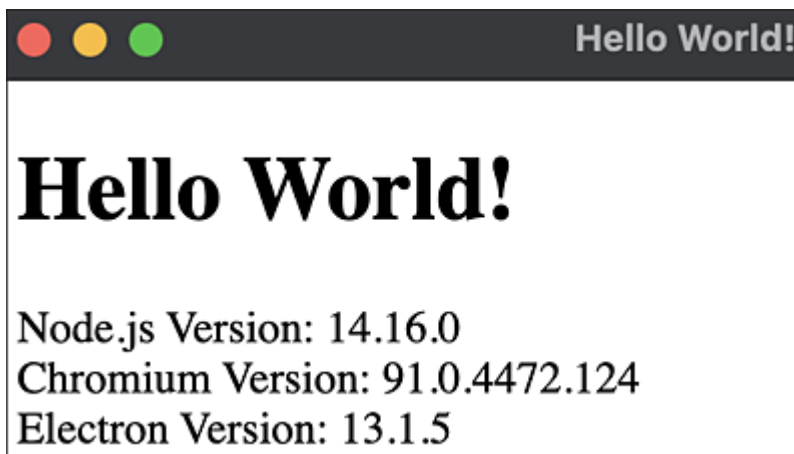 Hello World!
Hello World!
Node.js Version: 14.16.0
Chromium Version: 91.0.4472.124
Electron Version: 13.1.5